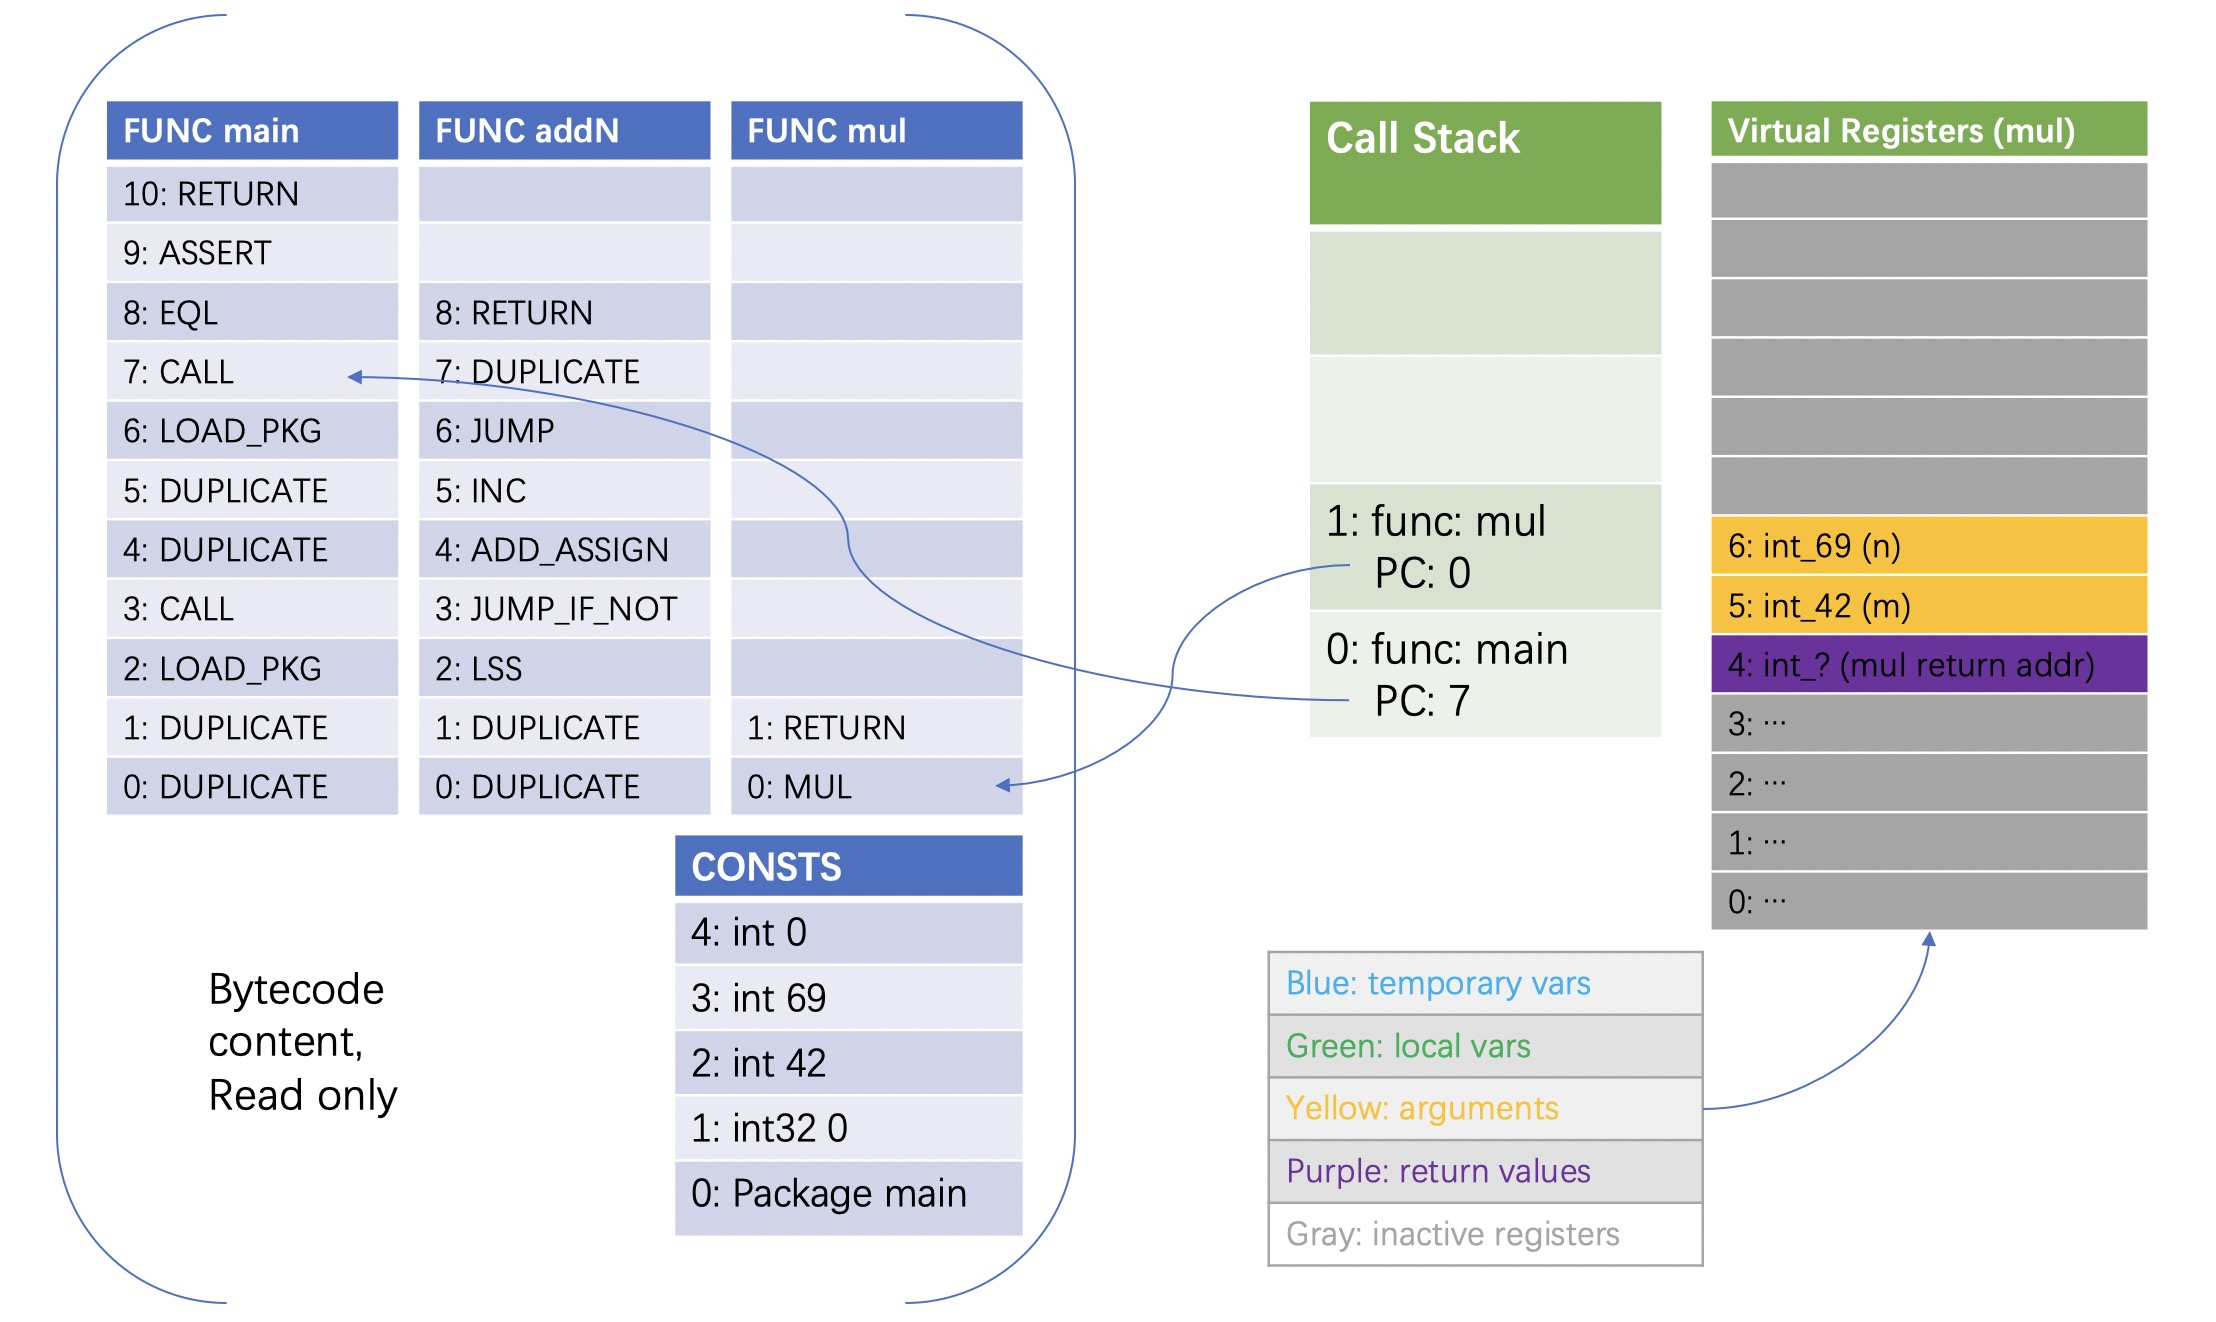 FUNC main
10: RETURN
9: ASSERT
8: EQL
7: CALL
6: LOAD_PKG
5: DUPLICATE
4: DUPLICATE
3: CALL
2: LOAD_PKG
1: DUPLICATE
0: DUPLICATE
FUNC addN
8: RETURN
7: DUPLICATE
6: JUMP
5: INC
4: ADD_ASSIGN
3: JUMP_IF_NOT
2: LSS
1: DUPLICATE
0: DUPLICATE
FUNC mul
1: RETURN
0: MUL
CONSTS
4: int 0
3: int 69
2: int 42
1: int32 0
0: Package main
Bytecode
content,
Read only
Call Stack
1: func: mul
PC: 0
0: func: main
PC: 7
Virtual Registers (mul)
6: int_69 (n)
5: int_42 (m)
4: int_? (mul return addr)
3: ···
2: ···
1: ···
0: ···
Blue: temporary vars
Green: local vars
Yellow: arguments
Purple: return values
Gray: inactive registers